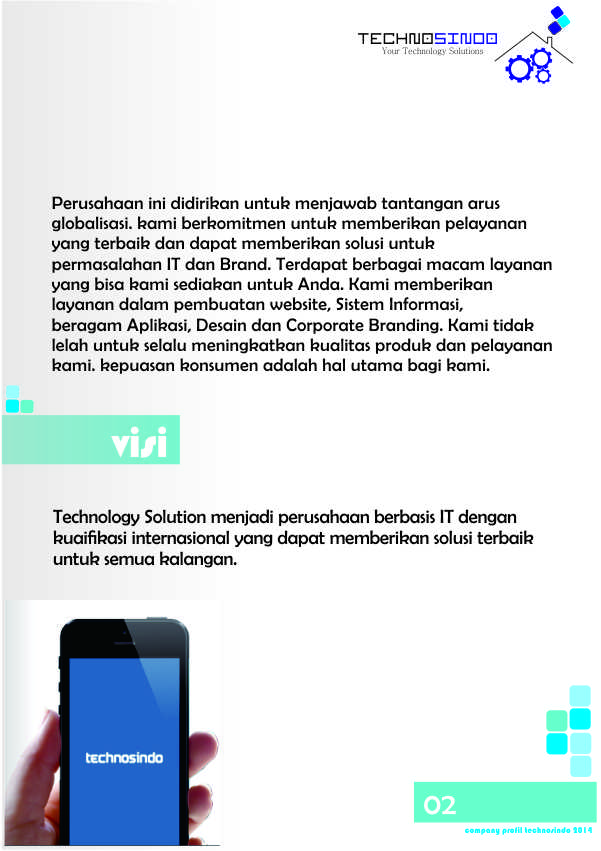 TECHNOSINDO
Your Technology Solutions
Perusahaan ini didirikan untuk menjawab tantangan arus
globalisasi. kami berkomitmen untuk memberikan pelayanan
yang terbaik dan dapat memberikan solusi untuk
permasalahan IT dan Brand. Terdapat berbagai macam layanan
yang bisa kami sediakan untuk Anda. Kami memberikan
layanan dalam pembuatan website, Sistem Informasi,
beragam Aplikasi, Desain dan Corporate Branding. Kami tidak
lelah untuk selalu meningkatkan kualitas produk dan pelayanan
kami. kepuasan konsumen adalah hal utama bagi kami.
visi
Technology Solution menjadi perusahaan berbasis IT dengan
kuaifikasi internasional yang dapat memberikan solusi terbaik
untuk semua kalangan.
technosindo
02
company profil technosindo 2014